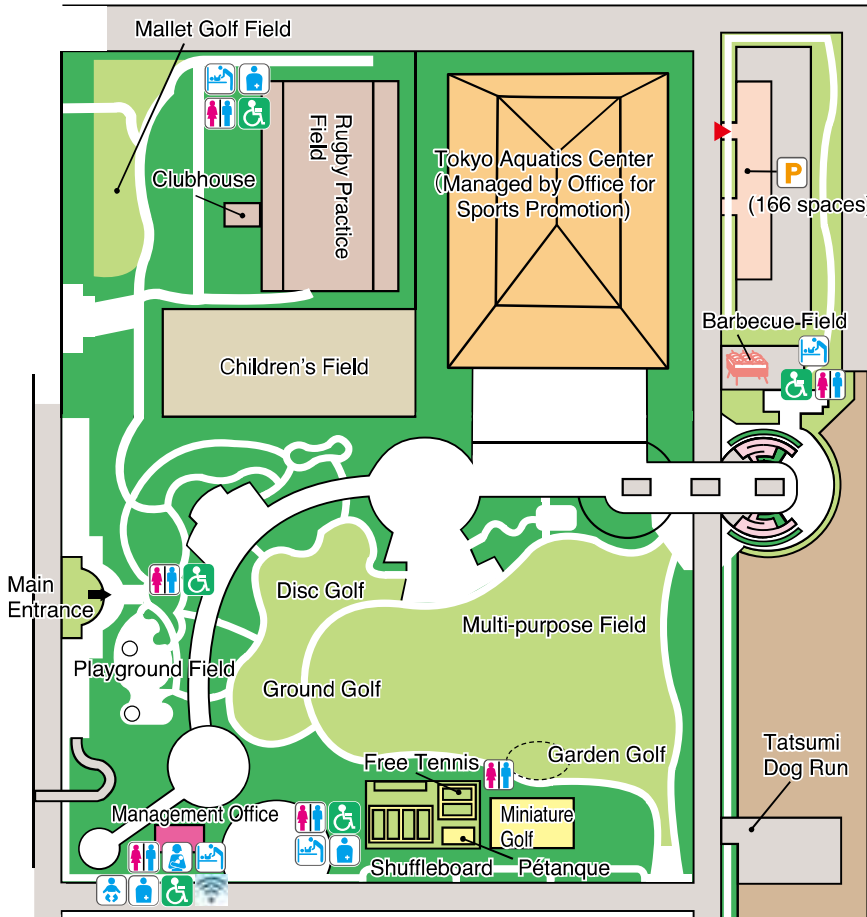 Mallet Golf Field
Rugby Practice
Field
Clubhouse
Tokyo Aquatics Center
(Managed by Office for
Sports Promotion)
P
(166 spaces)
Barbecue Field
Children's Field
Main
Entrance
Disc Golf
Multi-purpose Field
Playground Field
Ground Golf
Free Tennis
Garden Golf
Tatsumi
Dog Run
Management Office
Miniature
Golf
Shuffleboard
Pétanque